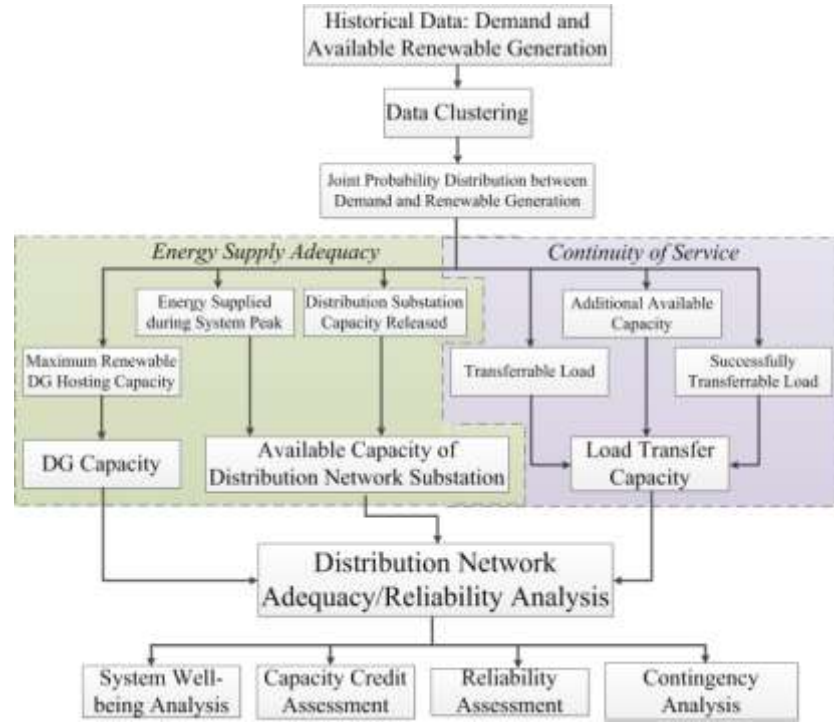 Historical Data: Demand and
Available Renewable Generation
Data Clustering
Joint Probability Distribution between
Demand and Renewable Generation
Energy Supply Adequacy
Continuity of Service
Energy Supplied
during System Peak
Distribution Substation
Capacity Released
Additional Available
Capacity
Maximum Renewable
DG Hosting Capacity
Transferrable Load
Successfully
Transferrable Load
DG Capacity
Available Capacity of
Distribution Network Substation
Load Transfer
Capacity
Distribution Network
Adequacy/Reliability Analysis
System Well-
being Analysis
Capacity Credit
Assessment
Reliability
Assessment
Contingency
Analysis